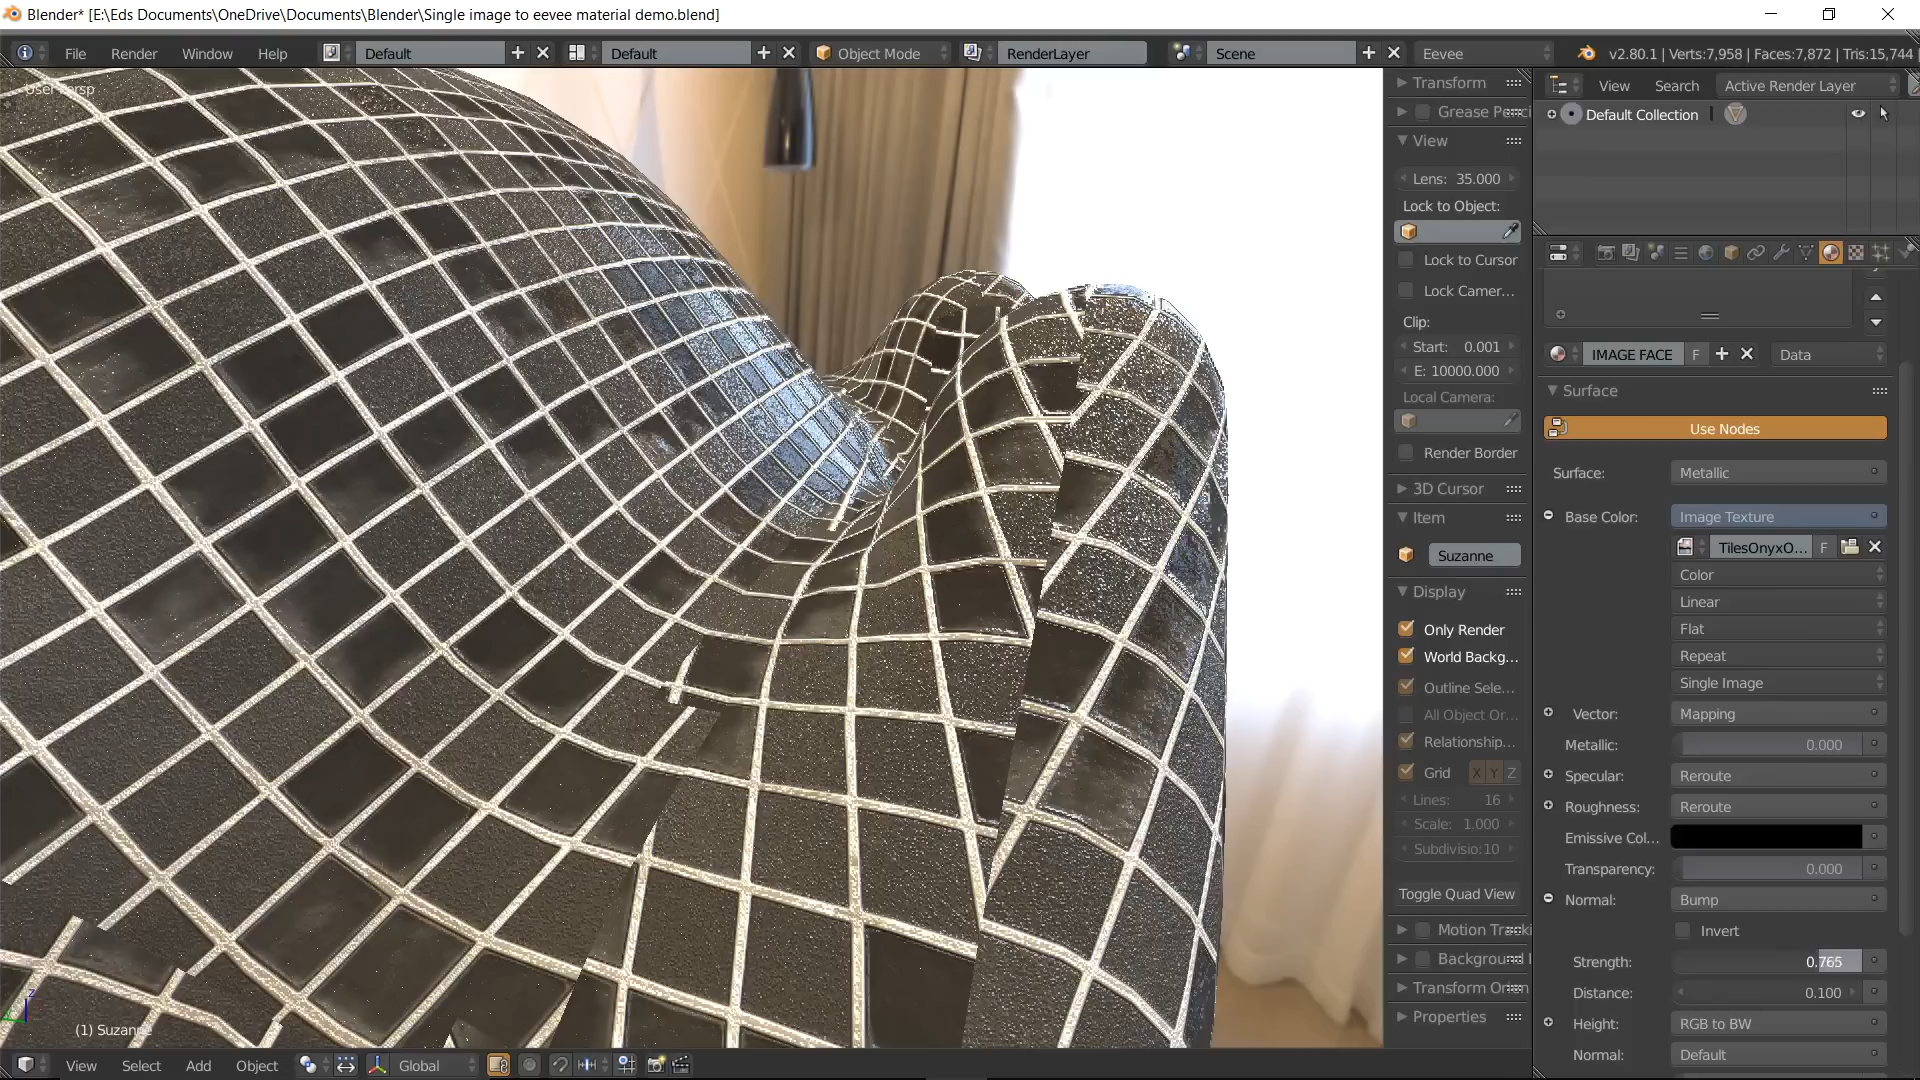 Blender* [E:\Eds Documents\OneDrive\Documents\Blender\Single image to eevee material demo.blend]
File Render Window Help Default Default Object Mode RenderLayer Scene Eevee v2.80.1 | Verts:7,958 | Faces:7,872 | Tris:15,744 |
User Persp
Transform
Grease Penci
View
Lens: 35.000
Lock to Object:
Lock to Cursor
Lock Camer...
Clip:
Start: 0.001
E: 10000.000
Local Camera:
Render Border
3D Cursor
Item
Suzanne
Display
Only Render
World Backg...
Outline Sele...
All Object Or...
Relationship...
Grid X Y Z
Lines: 16
Scale: 1.000
Subdivisio:10
Toggle Quad View
Motion Tracki
Background I
Transform Orien
Properties
View Search Active Render Layer
Default Collection
IMAGE FACE F Data
Surface
Use Nodes
Surface: Metallic
Base Color: Image Texture
TilesOnyxO... F
Color
Linear
Flat
Repeat
Single Image
Vector: Mapping
Metallic: 0.000
Specular: Reroute
Roughness: Reroute
Emissive Col...
Transparency: 0.000
Normal: Bump
Invert
Strength: 0.765
Distance: 0.100
Height: RGB to BW
Normal: Default
z
(1) Suzanne
View Select Add Object Global